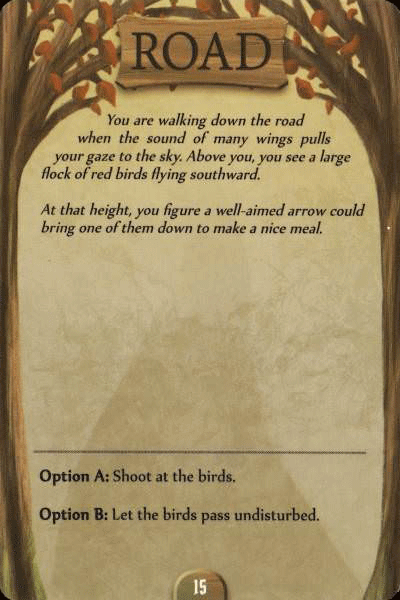 ROAD
You are walking down the road
when the sound of many wings pulls
your gaze to the sky. Above you, you see a large
flock of red birds flying southward.
At that height, you figure a well-aimed arrow could
bring one of them down to make a nice meal.
Option A: Shoot at the birds.
Option B: Let the birds pass undisturbed.
15